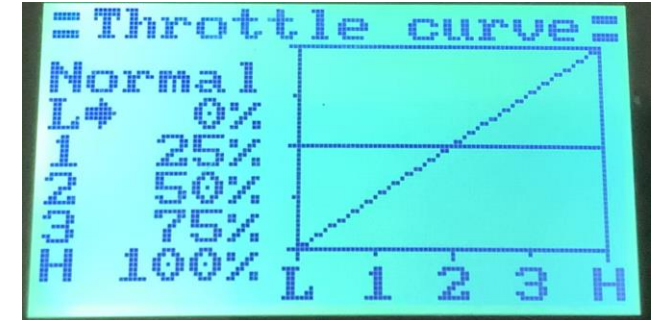 Throttle curve
Normal
L 0%
1 25%
2 50%
3 75%
H 100%
L 1 2 3 H